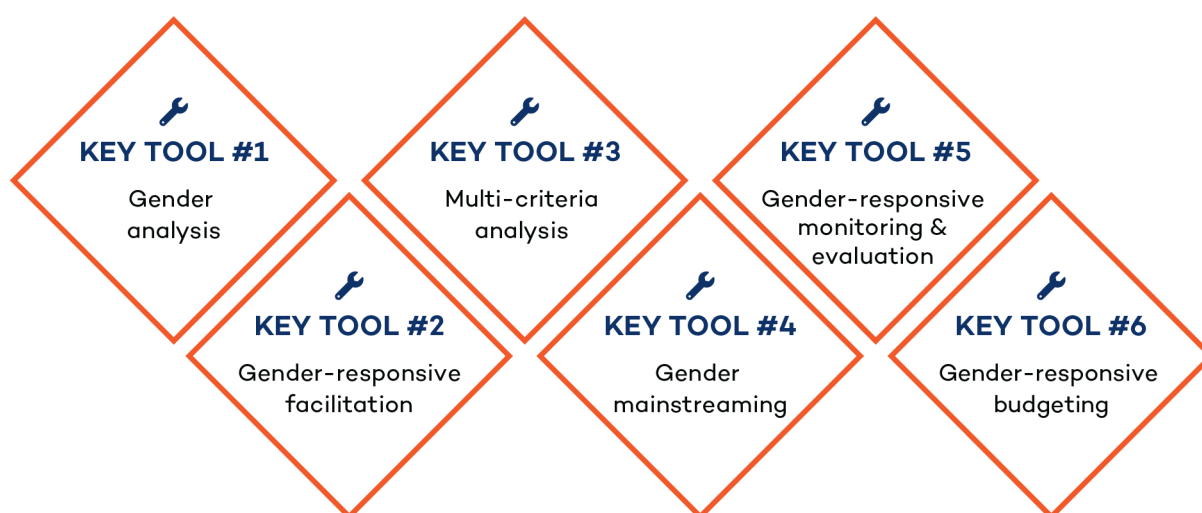 KEY TOOL #1
Gender
analysis
KEY TOOL #2
Gender-responsive
facilitation
KEY TOOL #3
Multi-criteria
analysis
KEY TOOL #4
Gender
mainstreaming
KEY TOOL #5
Gender-responsive
monitoring &
evaluation
KEY TOOL #6
Gender-responsive
budgeting